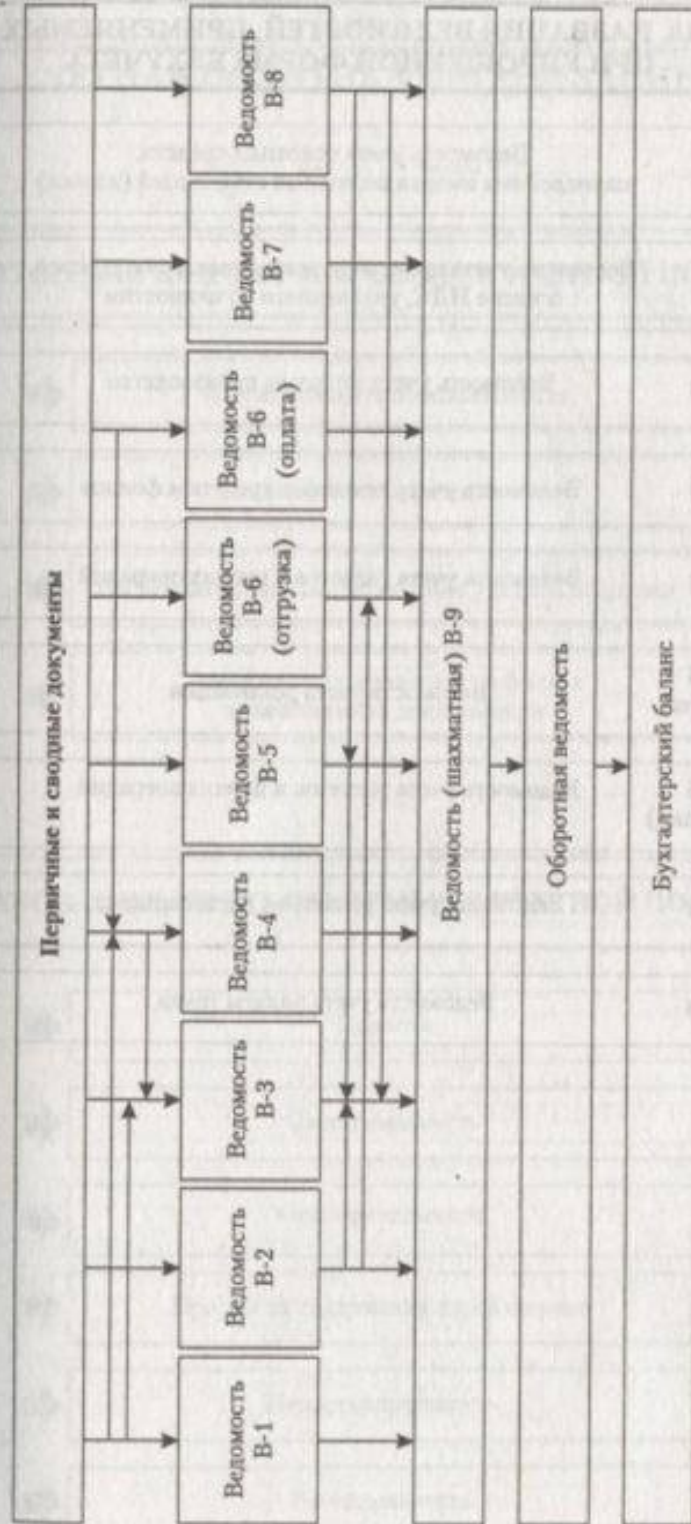 Первичные и сводные документы
Ведомость
В-1
Ведомость
В-2
Ведомость
В-3
Ведомость
В-4
Ведомость
В-5
Ведомость
В-6
(отгрузка)
Ведомость
В-6
(оплата)
Ведомость
В-7
Ведомость
В-8
Ведомость (шахматная) В-9
Оборотная ведомость
Бухгалтерский баланс